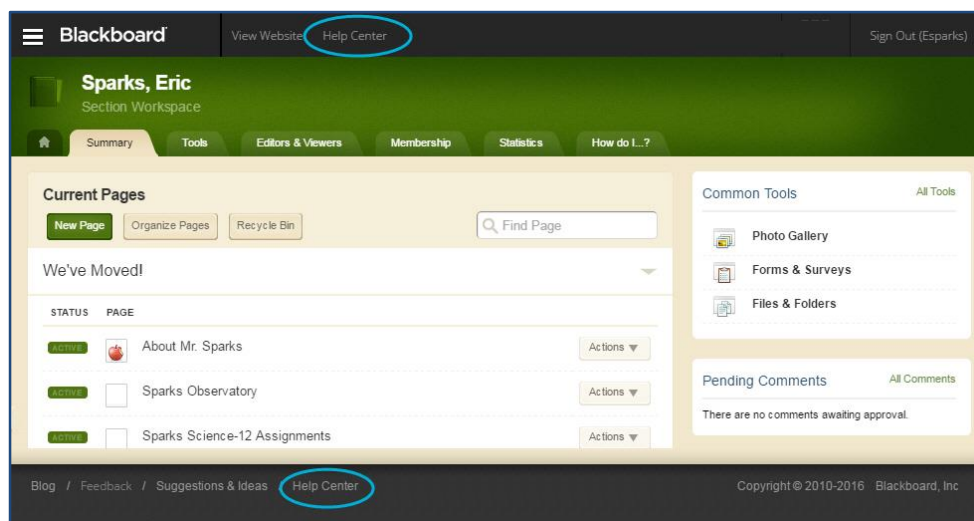 Blackboard View Website Help Center Sign Out (Esparks)
Sparks, Eric
Section Workspace
Summary Tools Editors & Viewers Membership Statistics How do I...?
Current Pages
New Page Organize Pages Recycle Bin Find Page
We've Moved!
STATUS PAGE
ACTIVE About Mr. Sparks Actions
ACTIVE Sparks Observatory Actions
ACTIVE Sparks Science-12 Assignments Actions
Common Tools All Tools
Photo Gallery
Forms & Surveys
Files & Folders
Pending Comments All Comments
There are no comments awaiting approval.
Blog / Feedback / Suggestions & Ideas / Help Center Copyright © 2010-2016 Blackboard, Inc